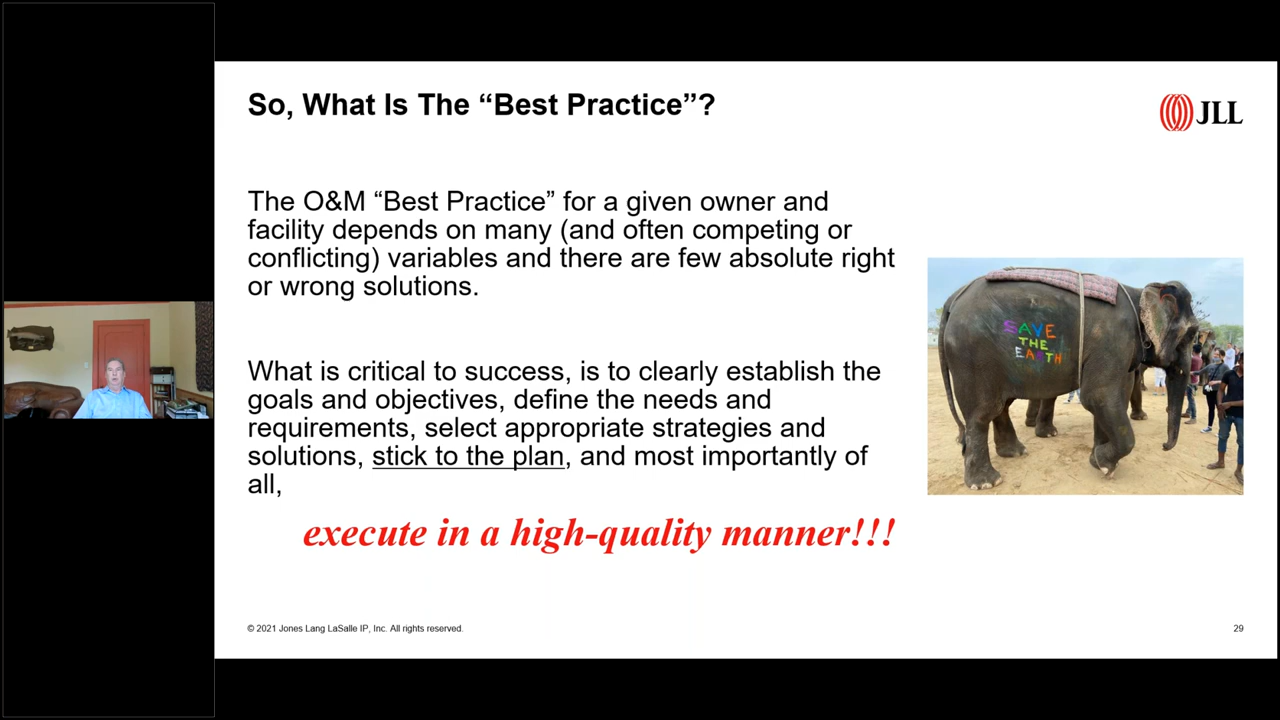 So, What Is The “Best Practice”?
JLL
The O&M “Best Practice” for a given owner and
facility depends on many (and often competing or
conflicting) variables and there are few absolute right
or wrong solutions.
What is critical to success, is to clearly establish the
goals and objectives, define the needs and
requirements, select appropriate strategies and
solutions, stick to the plan, and most importantly of
all,
execute in a high-quality manner!!!
SAVE
THE
EARTH
© 2021 Jones Lang LaSalle IP, Inc. All rights reserved.
29